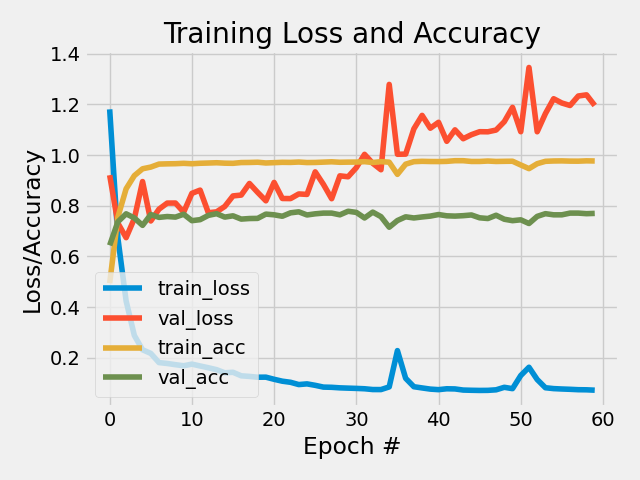 Training Loss and Accuracy
1.4
1.2
1.0
0.8
0.6
0.4
0.2
Loss/Accuracy
train_loss
val_loss
train_acc
val_acc
0 10 20 30 40 50 60
Epoch #